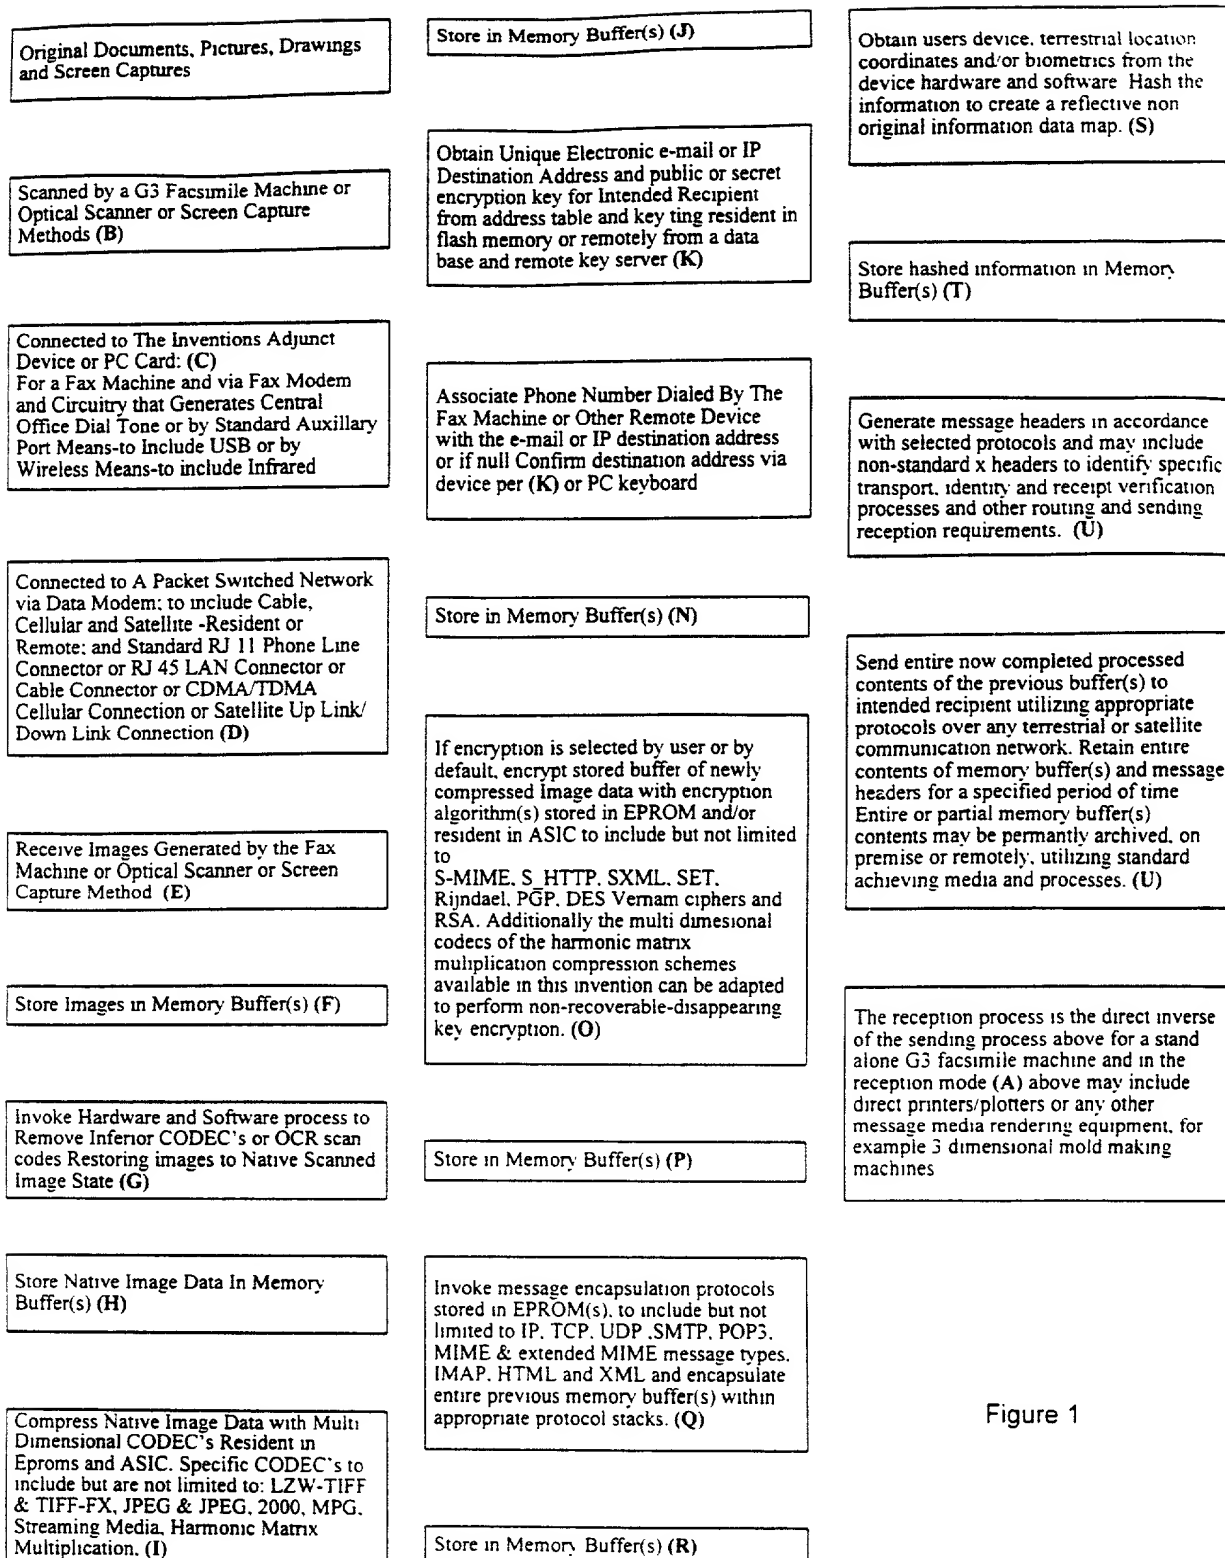 Original Documents, Pictures, Drawings
and Screen Captures
Scanned by a G3 Facsimile Machine or
Optical Scanner or Screen Capture
Methods (B)
Connected to The Inventions Adjunct
Device or PC Card: (C)
For a Fax Machine and via Fax Modem
and Circuitry that Generates Central
Office Dial Tone or by Standard Auxillary
Port Means-to Include USB or by
Wireless Means-to include Infrared
Connected to A Packet Switched Network
via Data Modem: to include Cable,
Cellular and Satellite -Resident or
Remote; and Standard RJ 11 Phone Line
Connector or RJ 45 LAN Connector or
Cable Connector or CDMA/TDMA
Cellular Connection or Satellite Up Link/
Down Link Connection (D)
Receive Images Generated by the Fax
Machine or Optical Scanner or Screen
Capture Method (E)
Store Images in Memory Buffer(s) (F)
Invoke Hardware and Software process to
Remove Inferior CODEC's or OCR scan
codes Restoring images to Native Scanned
Image State (G)
Store Native Image Data In Memory
Buffer(s) (H)
Compress Native Image Data with Multi
Dimensional CODEC's Resident in
Eproms and ASIC. Specific CODEC's to
include but are not limited to: LZW-TIFF
& TIFF-FX, JPEG & JPEG, 2000, MPG.
Streaming Media, Harmonic Matrix
Multiplication. (I)
Store in Memory Buffer(s) (J)
Obtain Unique Electronic e-mail or IP
Destination Address and public or secret
encryption key for Intended Recipient
from address table and key ting resident in
flash memory or remotely from a data
base and remote key server (K)
Associate Phone Number Dialed By The
Fax Machine or Other Remote Device
with the e-mail or IP destination address
or if null Confirm destination address via
device per (K) or PC keyboard
Store in Memory Buffer(s) (N)
If encryption is selected by user or by
default, encrypt stored buffer of newly
compressed image data with encryption
algorithm(s) stored in EPROM and/or
resident in ASIC to include but not limited
to
S-MIME, S_HTTP, SXML, SET,
Rijndael, PGP, DES Vernam ciphers and
RSA. Additionally the multi dimesional
codecs of the harmonic matrix
muliplication compression schemes
available in this invention can be adapted
to perform non-recoverable-disappearing
key encryption. (O)
Store in Memory Buffer(s) (P)
Invoke message encapsulation protocols
stored in EPROM(s), to include but not
limited to IP, TCP, UDP ,SMTP, POP3,
MIME & extended MIME message types,
IMAP, HTML and XML and encapsulate
entire previous memory buffer(s) within
appropriate protocol stacks. (Q)
Store in Memory Buffer(s) (R)
Obtain users device, terrestrial location
coordinates and/or biometrics from the
device hardware and software Hash the
information to create a reflective non
original information data map. (S)
Store hashed information in Memory
Buffer(s) (T)
Generate message headers in accordance
with selected protocols and may include
non-standard x headers to identify specific
transport, identity and receipt verification
processes and other routing and sending
reception requirements. (U)
Send entire now completed processed
contents of the previous buffer(s) to
intended recipient utilizing appropriate
protocols over any terrestrial or satellite
communication network. Retain entire
contents of memory buffer(s) and message
headers for a specified period of time
Entire or partial memory buffer(s)
contents may be permantly archived, on
premise or remotely, utilizing standard
achieving media and processes. (U)
The reception process is the direct inverse
of the sending process above for a stand
alone G3 facsimile machine and in the
reception mode (A) above may include
direct printers/plotters or any other
message media rendering equipment, for
example 3 dimensional mold making
machines
Figure 1